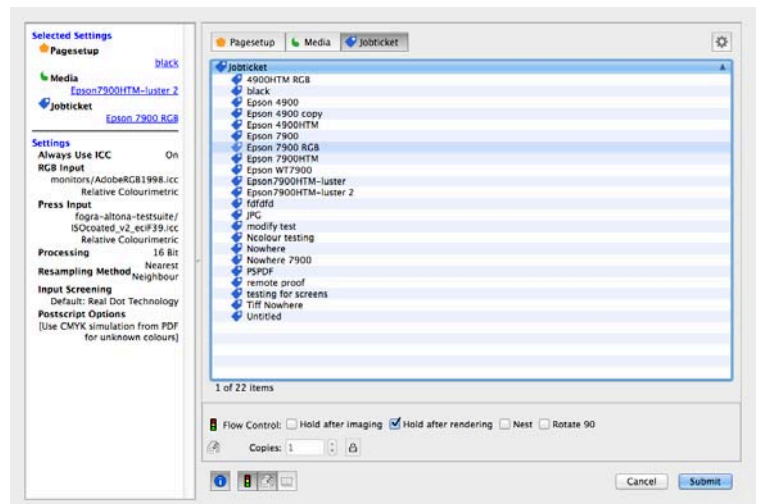 Selected Settings
Pagesetup
black
Media
Epson7900HTM-luster 2
Jobticket
Epson 7900 RGB
Settings
Always Use ICC On
RGB Input
monitors/AdobeRGB1998.icc
Relative Colourimetric
Press Input
fogra-altona-testsuite/
ISOcoated_v2_eciF39.icc
Relative Colourimetric
Processing 16 Bit
Resampling Method Nearest
Neighbour
Input Screening
Default: Real Dot Technology
Postscript Options
[Use CMYK simulation from PDF
for unknown colours]
Pagesetup Media Jobticket
Jobticket
4900HTM RGB
black
Epson 4900
Epson 4900 copy
Epson 4900HTM
Epson 7900
Epson 7900 RGB
Epson 7900HTM
Epson WT7900
Epson7900HTM-luster
Epson7900HTM-luster 2
fdfdfd
JPG
modify test
Ncolour testing
Nowhere
Nowhere 7900
PSPDF
remote proof
testing for screens
Tiff Nowhere
Untitled
1 of 22 items
Flow Control: Hold after imaging Hold after rendering Nest Rotate 90
Copies: 1
Cancel Submit